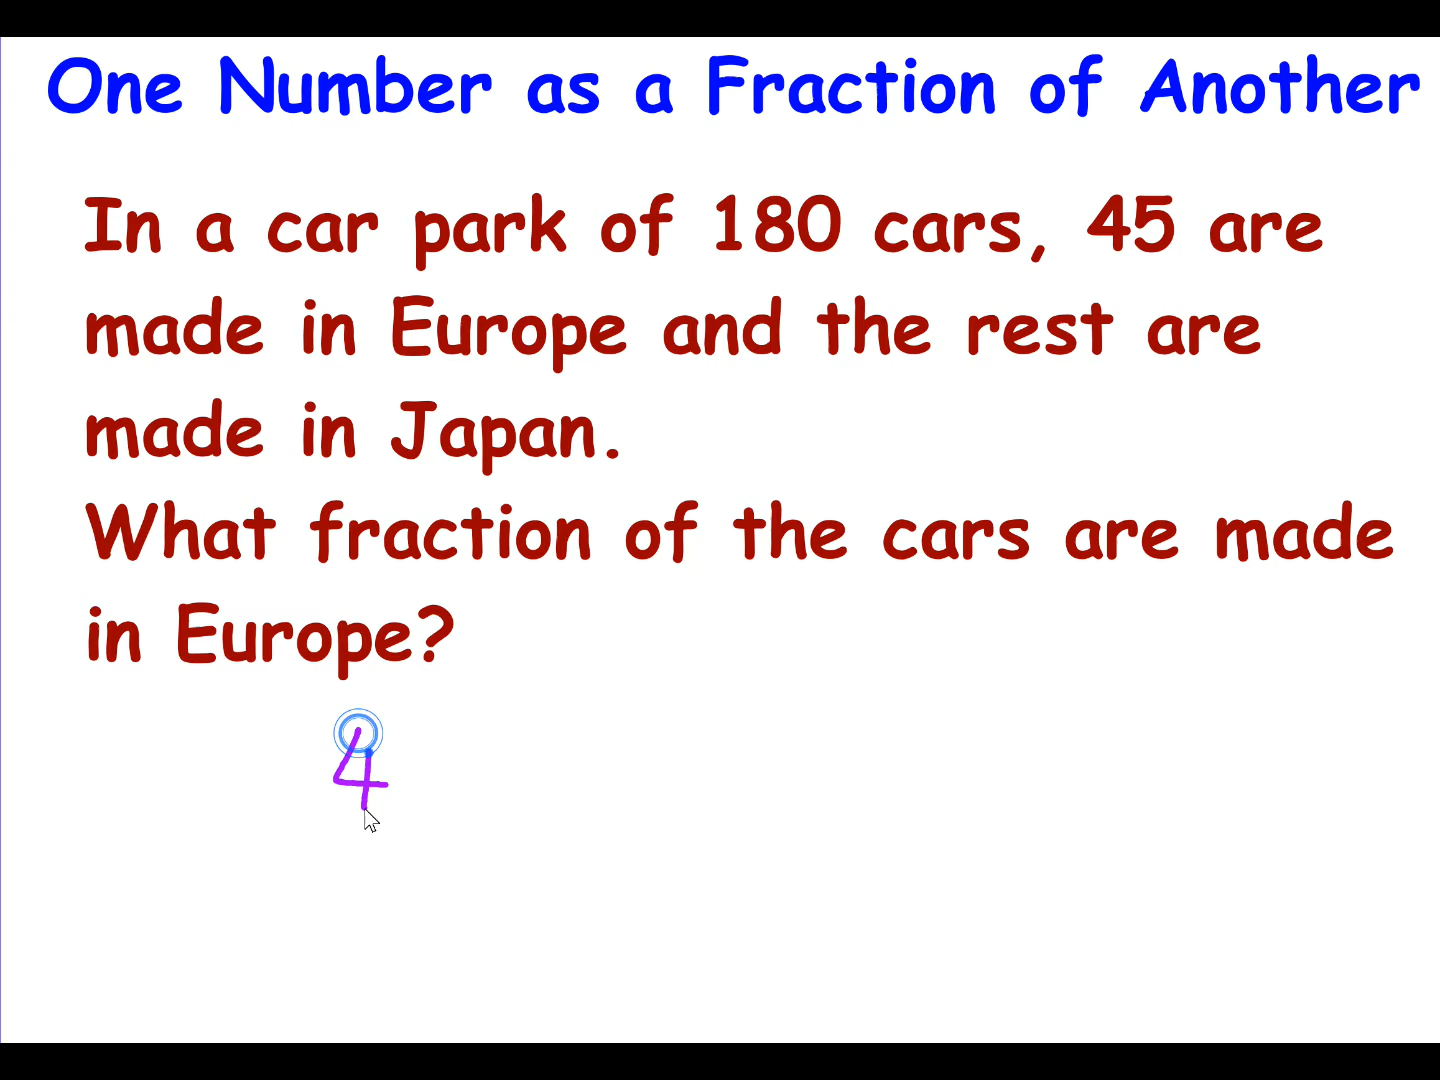 One Number as a Fraction of Another
In a car park of 180 cars, 45 are
made in Europe and the rest are
made in Japan.
What fraction of the cars are made
in Europe?
4